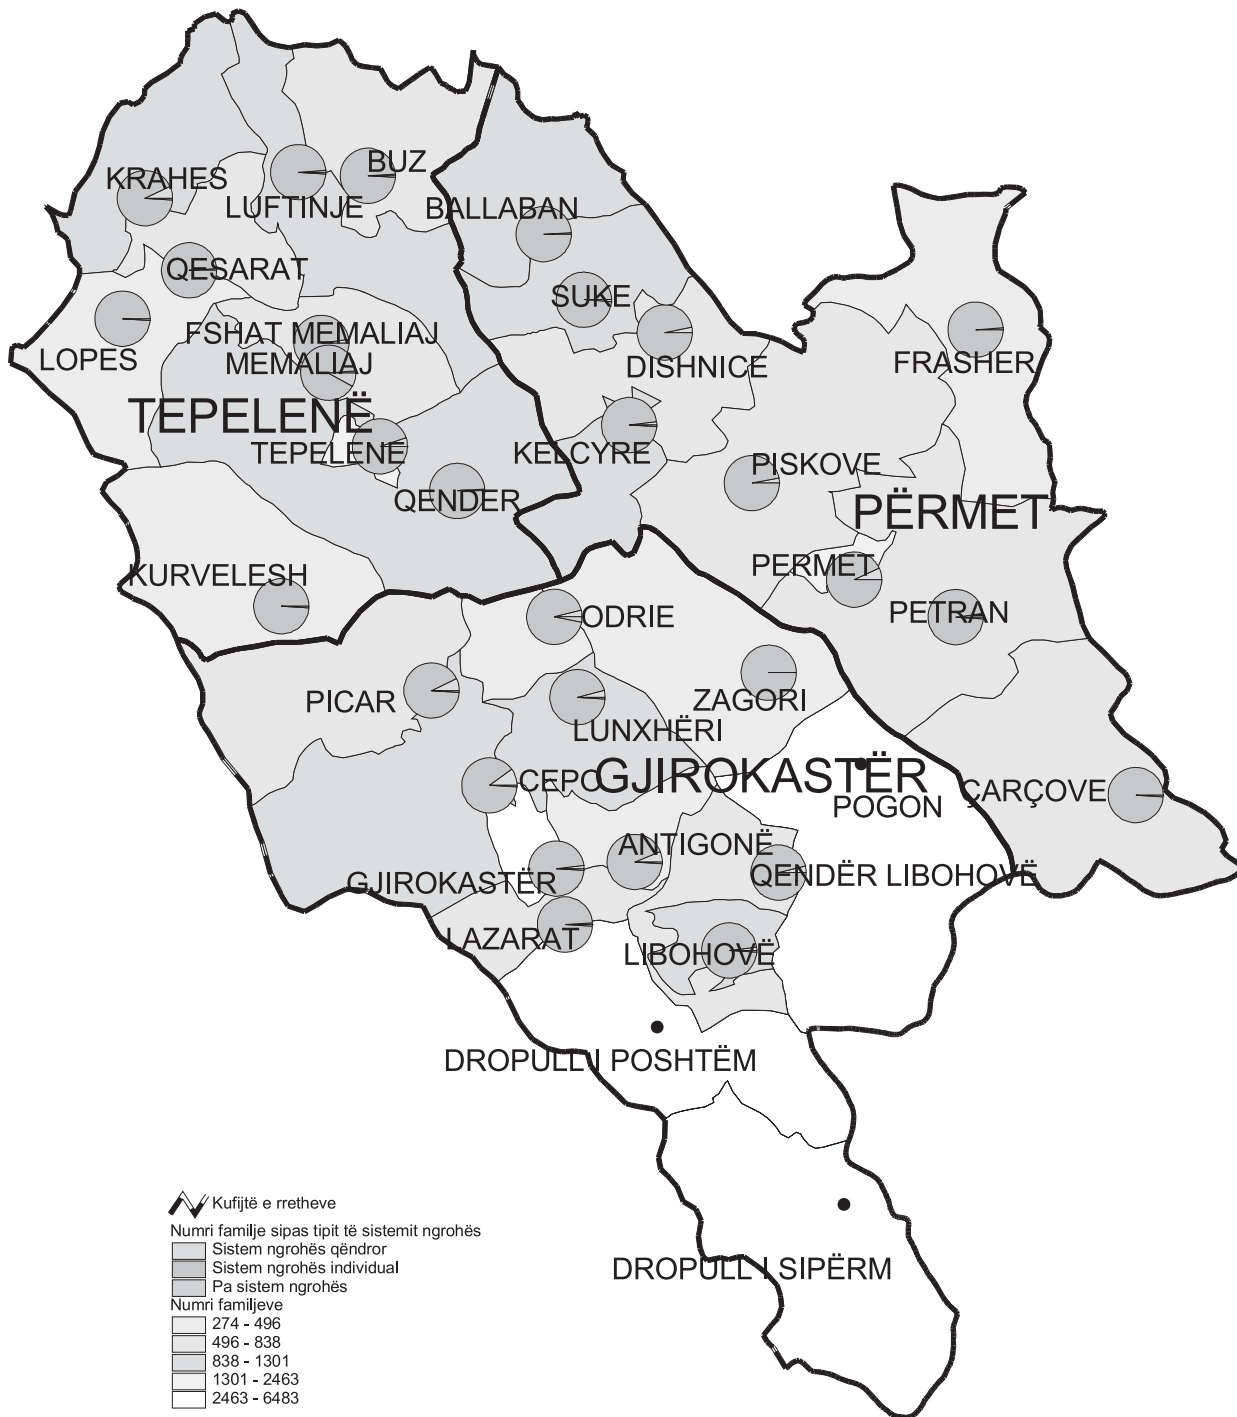 BUZ
KRAHES
LUFTINJE
BALLABAN
QESARAT
SUKE
FSHAT MEMALIAJ
LOPES
MEMALIAJ
DISHNICE
FRASHER
TEPELENË
TEPELENE
KELCYRE
PISKOVE
QENDER
PËRMET
PERMET
KURVELESH
PETRAN
ODRIE
PICAR
ZAGORI
LUNXHËRI
CEPO
GJIROKASTËR
POGON
ÇARÇOVE
ANTIGONË
GJIROKASTËR
QENDËR LIBOHOVË
LAZARAT
LIBOHOVË
DROPULL I POSHTËM
DROPULL I SIPËRM
Kufijtë e rretheve
Numri familje sipas tipit të sistemit ngrohës
Sistem ngrohës qëndror
Sistem ngrohës individual
Pa sistem ngrohës
Numri familjeve
274 - 496
496 - 838
838 - 1301
1301 - 2463
2463 - 6483